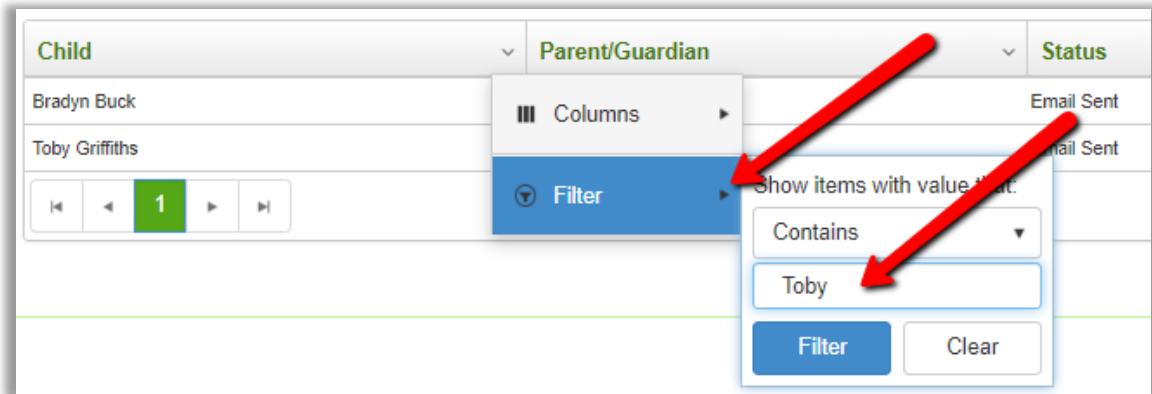 Child Parent/Guardian Status
Bradyn Buck Email Sent
Columns
Toby Griffiths Sent
Filter
1
Show items with value
Contains
Toby
Filter Clear